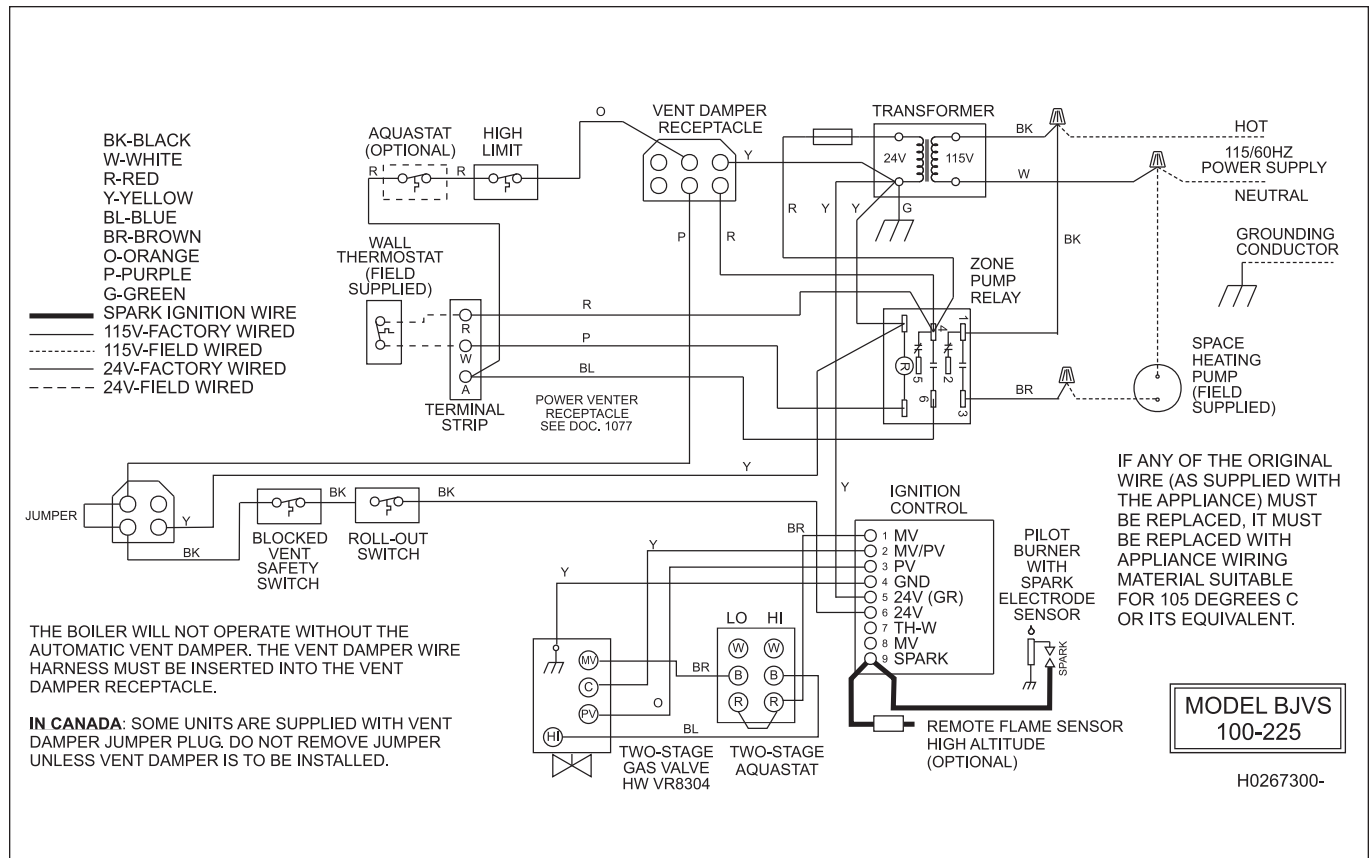 BK-BLACK
W-WHITE
R-RED
Y-YELLOW
BL-BLUE
BR-BROWN
O-ORANGE
P-PURPLE
G-GREEN
SPARK IGNITION WIRE
115V-FACTORY WIRED
115V-FIELD WIRED
24V-FACTORY WIRED
24V-FIELD WIRED
AQUASTAT
(OPTIONAL)
HIGH
LIMIT
R
R
O
VENT DAMPER
RECEPTACLE
Y
TRANSFORMER
24V
115V
BK
W
HOT
115/60HZ
POWER SUPPLY
NEUTRAL
GROUNDING
CONDUCTOR
R
Y
Y
G
BK
P
R
WALL
THERMOSTAT
(FIELD
SUPPLIED)
R
W
A
TERMINAL
STRIP
R
P
BL
POWER VENTER
RECEPTACLE
SEE DOC. 1077
ZONE
PUMP
RELAY
1
4
R
5
2
6
3
BR
SPACE
HEATING
PUMP
(FIELD
SUPPLIED)
JUMPER
Y
BK
Y
BK
BK
BLOCKED
VENT
SAFETY
SWITCH
ROLL-OUT
SWITCH
Y
IGNITION
CONTROL
BR
1 MV
2 MV/PV
3 PV
4 GND
5 24V (GR)
6 24V
7 TH-W
8 MV
9 SPARK
PILOT
BURNER
WITH
SPARK
ELECTRODE
SENSOR
SPARK
REMOTE FLAME SENSOR
HIGH ALTITUDE
(OPTIONAL)
Y
Y
MV
C
PV
HI
BR
O
BL
LO HI
W W
B B
R R
TWO-STAGE
GAS VALVE
HW VR8304
TWO-STAGE
AQUASTAT
IF ANY OF THE ORIGINAL
WIRE (AS SUPPLIED WITH
THE APPLIANCE) MUST
BE REPLACED, IT MUST
BE REPLACED WITH
APPLIANCE WIRING
MATERIAL SUITABLE
FOR 105 DEGREES C
OR ITS EQUIVALENT.
THE BOILER WILL NOT OPERATE WITHOUT THE
AUTOMATIC VENT DAMPER. THE VENT DAMPER WIRE
HARNESS MUST BE INSERTED INTO THE VENT
DAMPER RECEPTACLE.
IN CANADA: SOME UNITS ARE SUPPLIED WITH VENT
DAMPER JUMPER PLUG. DO NOT REMOVE JUMPER
UNLESS VENT DAMPER IS TO BE INSTALLED.
MODEL BJVS
100-225
H0267300-